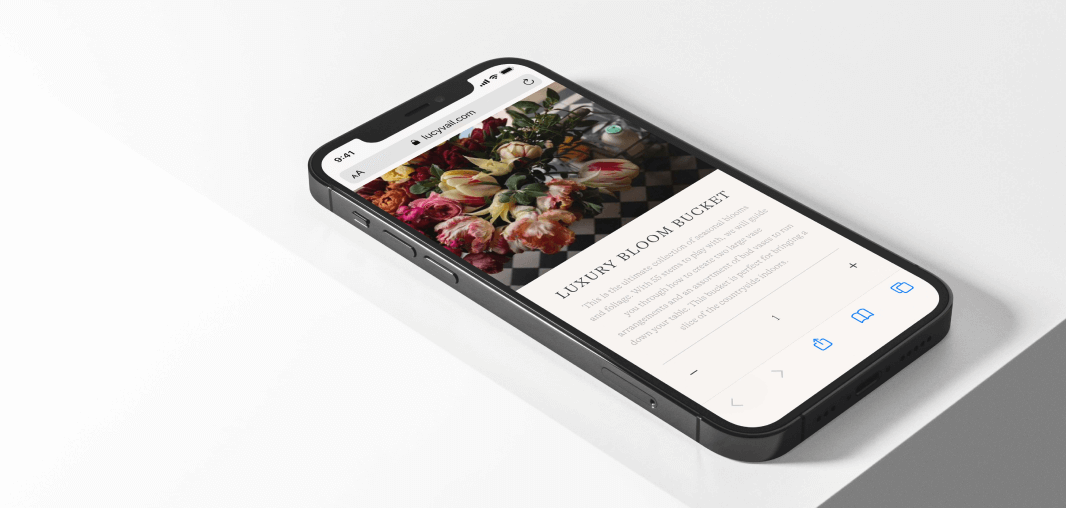 9:41
AA
lucyvail.com
LUXURY BLOOM BUCKET
This is the ultimate collection of seasonal blooms
and foliage. With 55 stems to play with, we will guide
you through how to create two large vase
arrangements and an assortment of bud vases to run
down your table. This bucket is perfect for bringing a
slice of the countryside indoors.
− 1 +